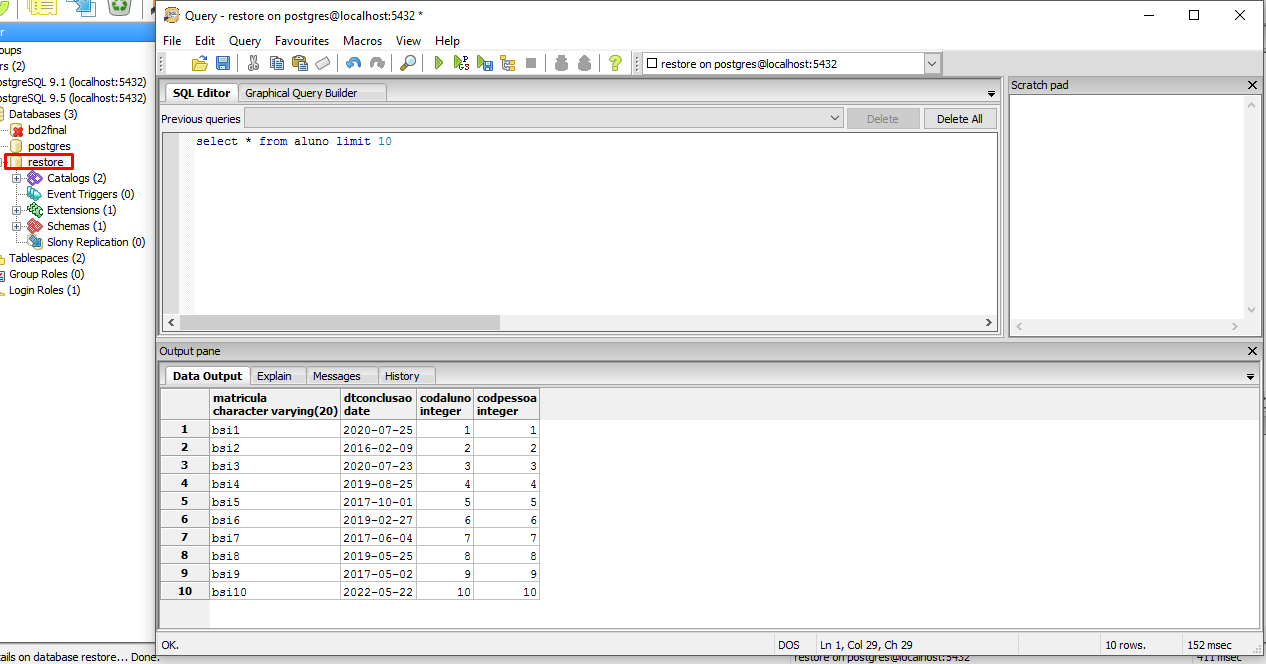 Query - restore on postgres@localhost:5432 *
File Edit Query Favourites Macros View Help
restore on postgres@localhost:5432
SQL Editor Graphical Query Builder
Previous queries Delete Delete All
select * from aluno limit 10
Scratch pad
r
oups
rs (2)
ostgreSQL 9.1 (localhost:5432)
ostgreSQL 9.5 (localhost:5432)
Databases (3)
bd2final
postgres
restore
Catalogs (2)
Event Triggers (0)
Extensions (1)
Schemas (1)
Slony Replication (0)
Tablespaces (2)
Group Roles (0)
Login Roles (1)
Output pane
Data Output Explain Messages History
matricula dtconclusao codaluno codpessoa
character varying(20) date integer integer
1 bsi1 2020-07-25 1 1
2 bsi2 2016-02-09 2 2
3 bsi3 2020-07-23 3 3
4 bsi4 2019-08-25 4 4
5 bsi5 2017-10-01 5 5
6 bsi6 2019-02-27 6 6
7 bsi7 2017-06-04 7 7
8 bsi8 2019-05-25 8 8
9 bsi9 2017-05-02 9 9
10 bsi10 2022-05-22 10 10
OK. DOS Ln 1, Col 29, Ch 29 10 rows. 152 msec
ails on database restore... Done. restore on postgres@localhost:5432 411 msec